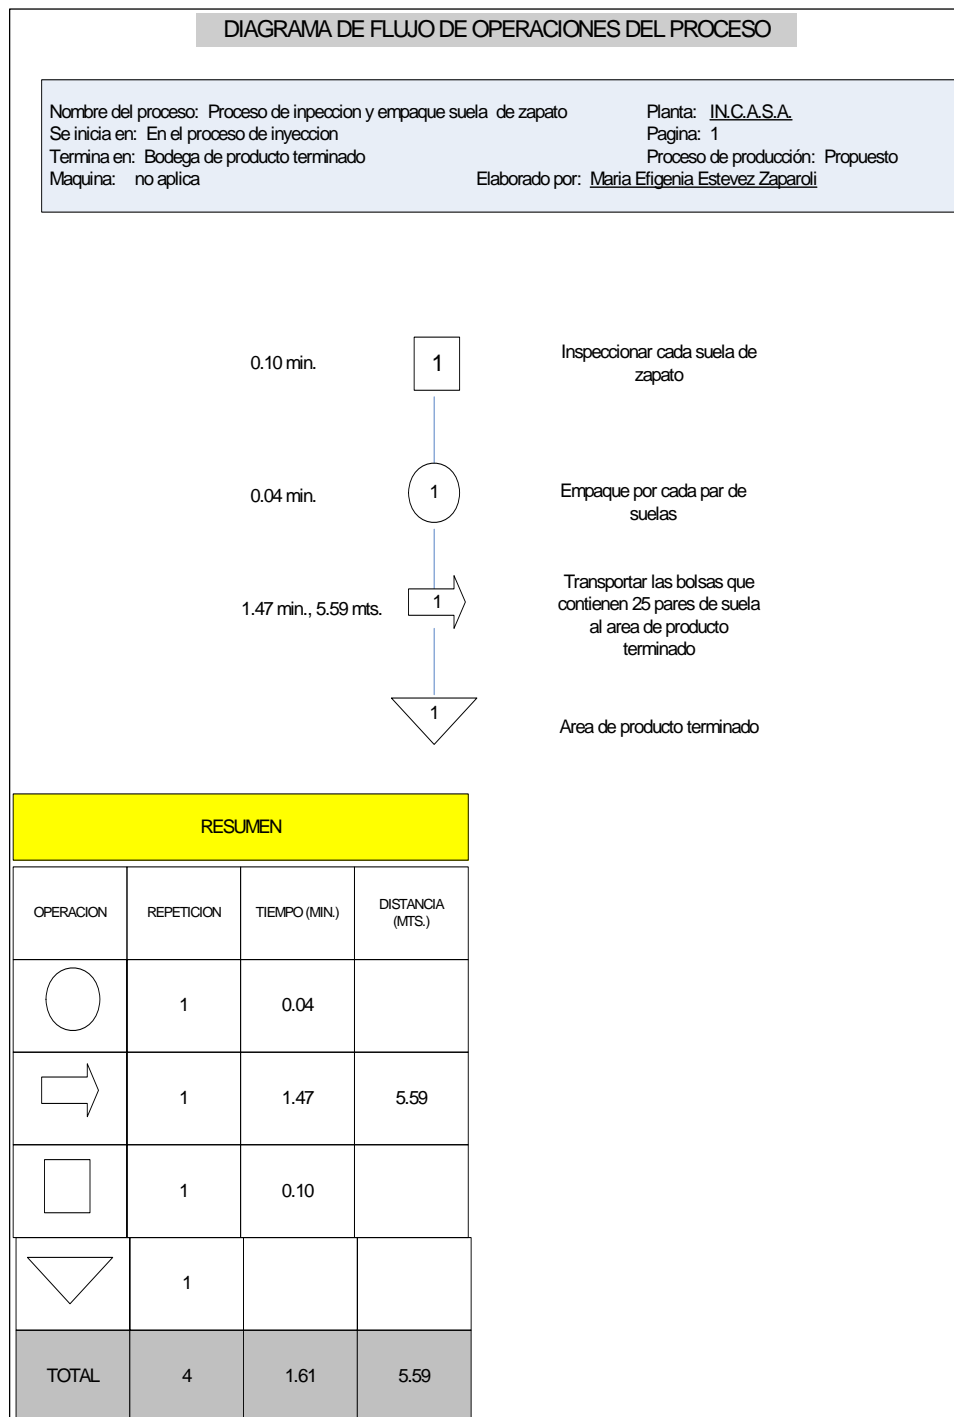 DIAGRAMA DE FLUJO DE OPERACIONES DEL PROCESO
Nombre del proceso: Proceso de inpeccion y empaque suela de zapato
Planta: IN.C.A.S.A.
Se inicia en: En el proceso de inyeccion
Pagina: 1
Termina en: Bodega de producto terminado
Proceso de producción: Propuesto
Maquina: no aplica
Elaborado por: Maria Efigenia Estevez Zaparoli
0.10 min.
1
Inspeccionar cada suela de
zapato
0.04 min.
1
Empaque por cada par de
suelas
1.47 min., 5.59 mts.
1
Transportar las bolsas que
contienen 25 pares de suela
al area de producto
terminado
1
Area de producto terminado
RESUMEN
OPERACION REPETICION TIEMPO (MIN.) DISTANCIA
(MTS.)
1 0.04
1 1.47 5.59
1 0.10
1
TOTAL 4 1.61 5.59